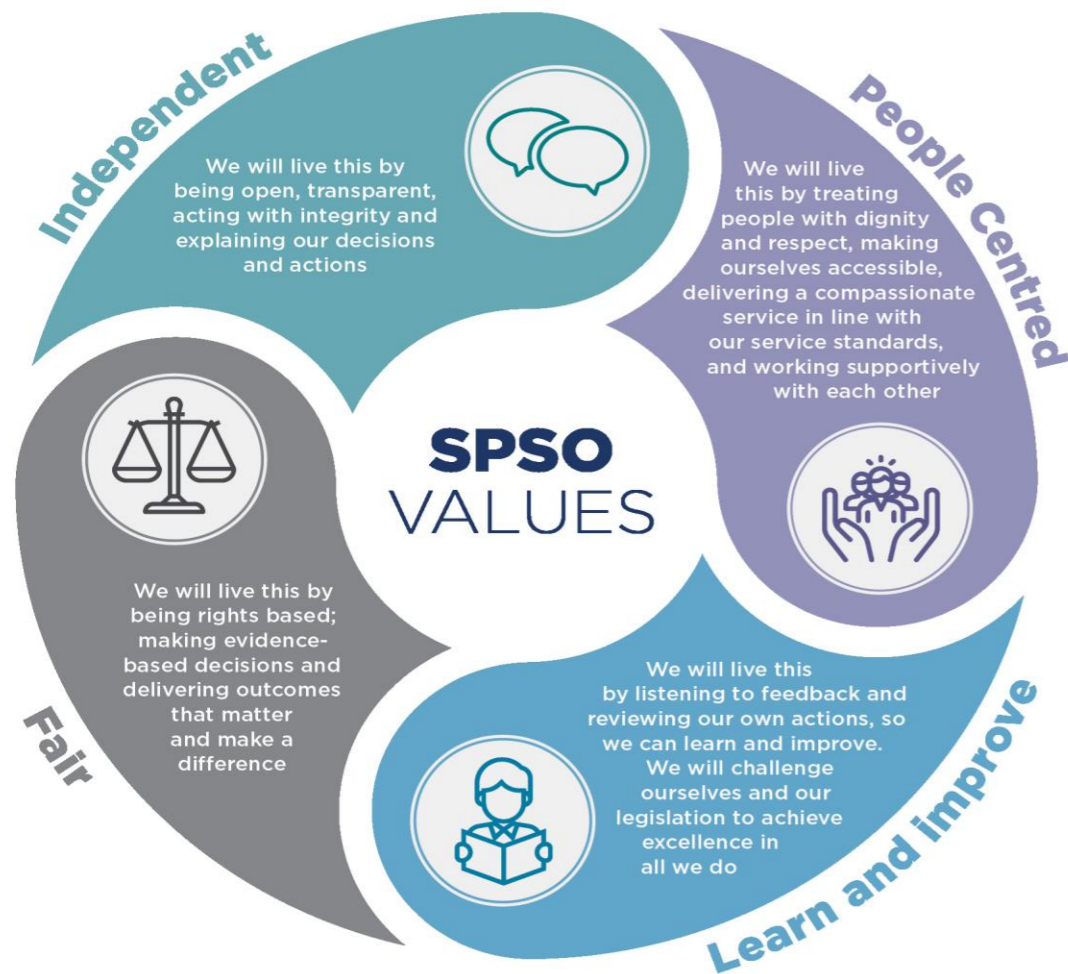 Independent
We will live this by
being open, transparent,
acting with integrity and
explaining our decisions
and actions
People Centred
We will live
this by treating
people with dignity
and respect, making
ourselves accessible,
delivering a compassionate
service in line with
our service standards,
and working supportively
with each other
SPSO
VALUES
Fair
We will live this by
being rights based;
making evidence-
based decisions and
delivering outcomes
that matter
and make a
difference
Learn and improve
We will live this
by listening to feedback and
reviewing our own actions, so
we can learn and improve.
We will challenge
ourselves and our
legislation to achieve
excellence in
all we do